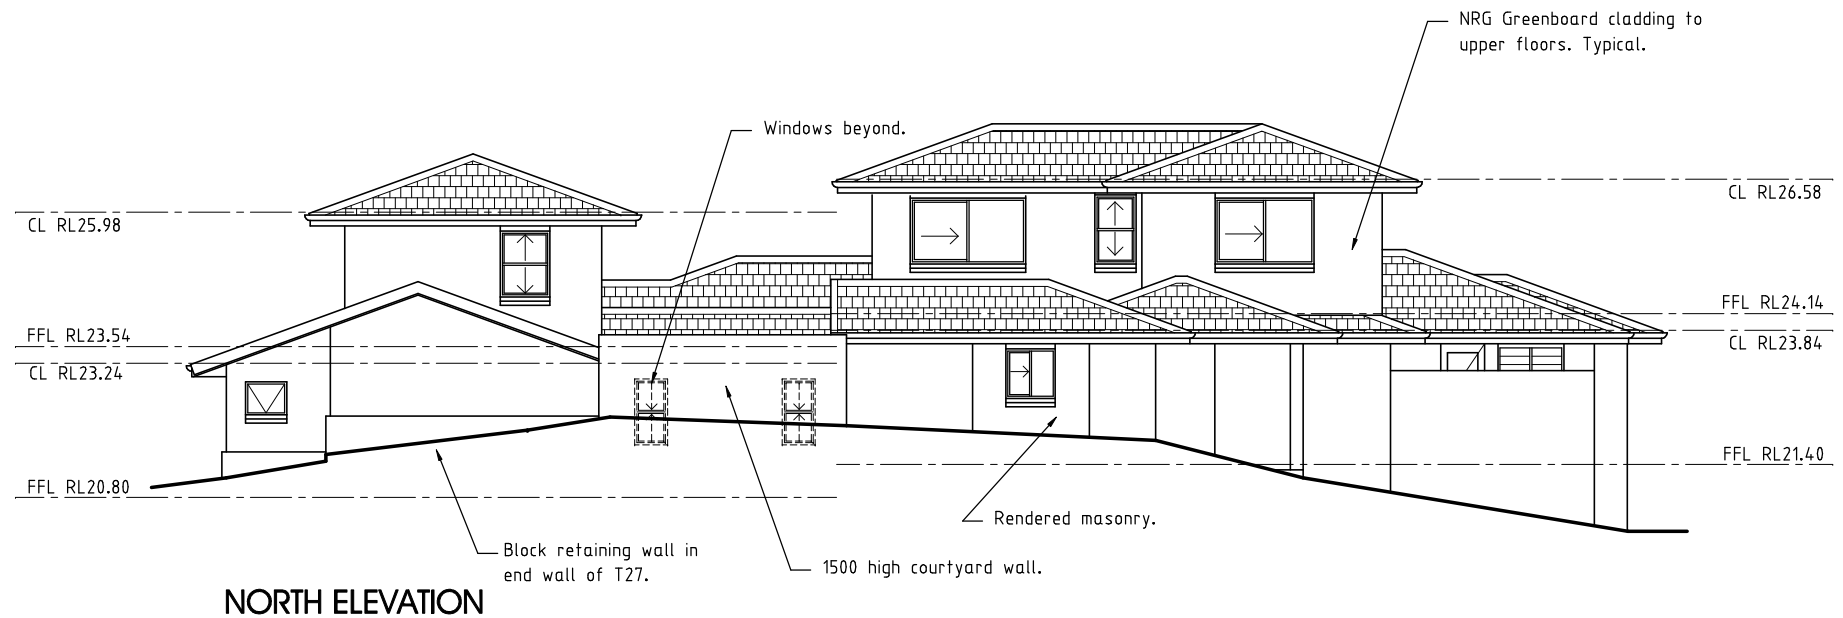 NRG Greenboard cladding to
upper floors. Typical.
Windows beyond.
CL RL26.58
CL RL25.98
FFL RL24.14
FFL RL23.54
CL RL23.84
CL RL23.24
FFL RL21.40
FFL RL20.80
Rendered masonry.
Block retaining wall in
end wall of T27.
1500 high courtyard wall.
NORTH ELEVATION